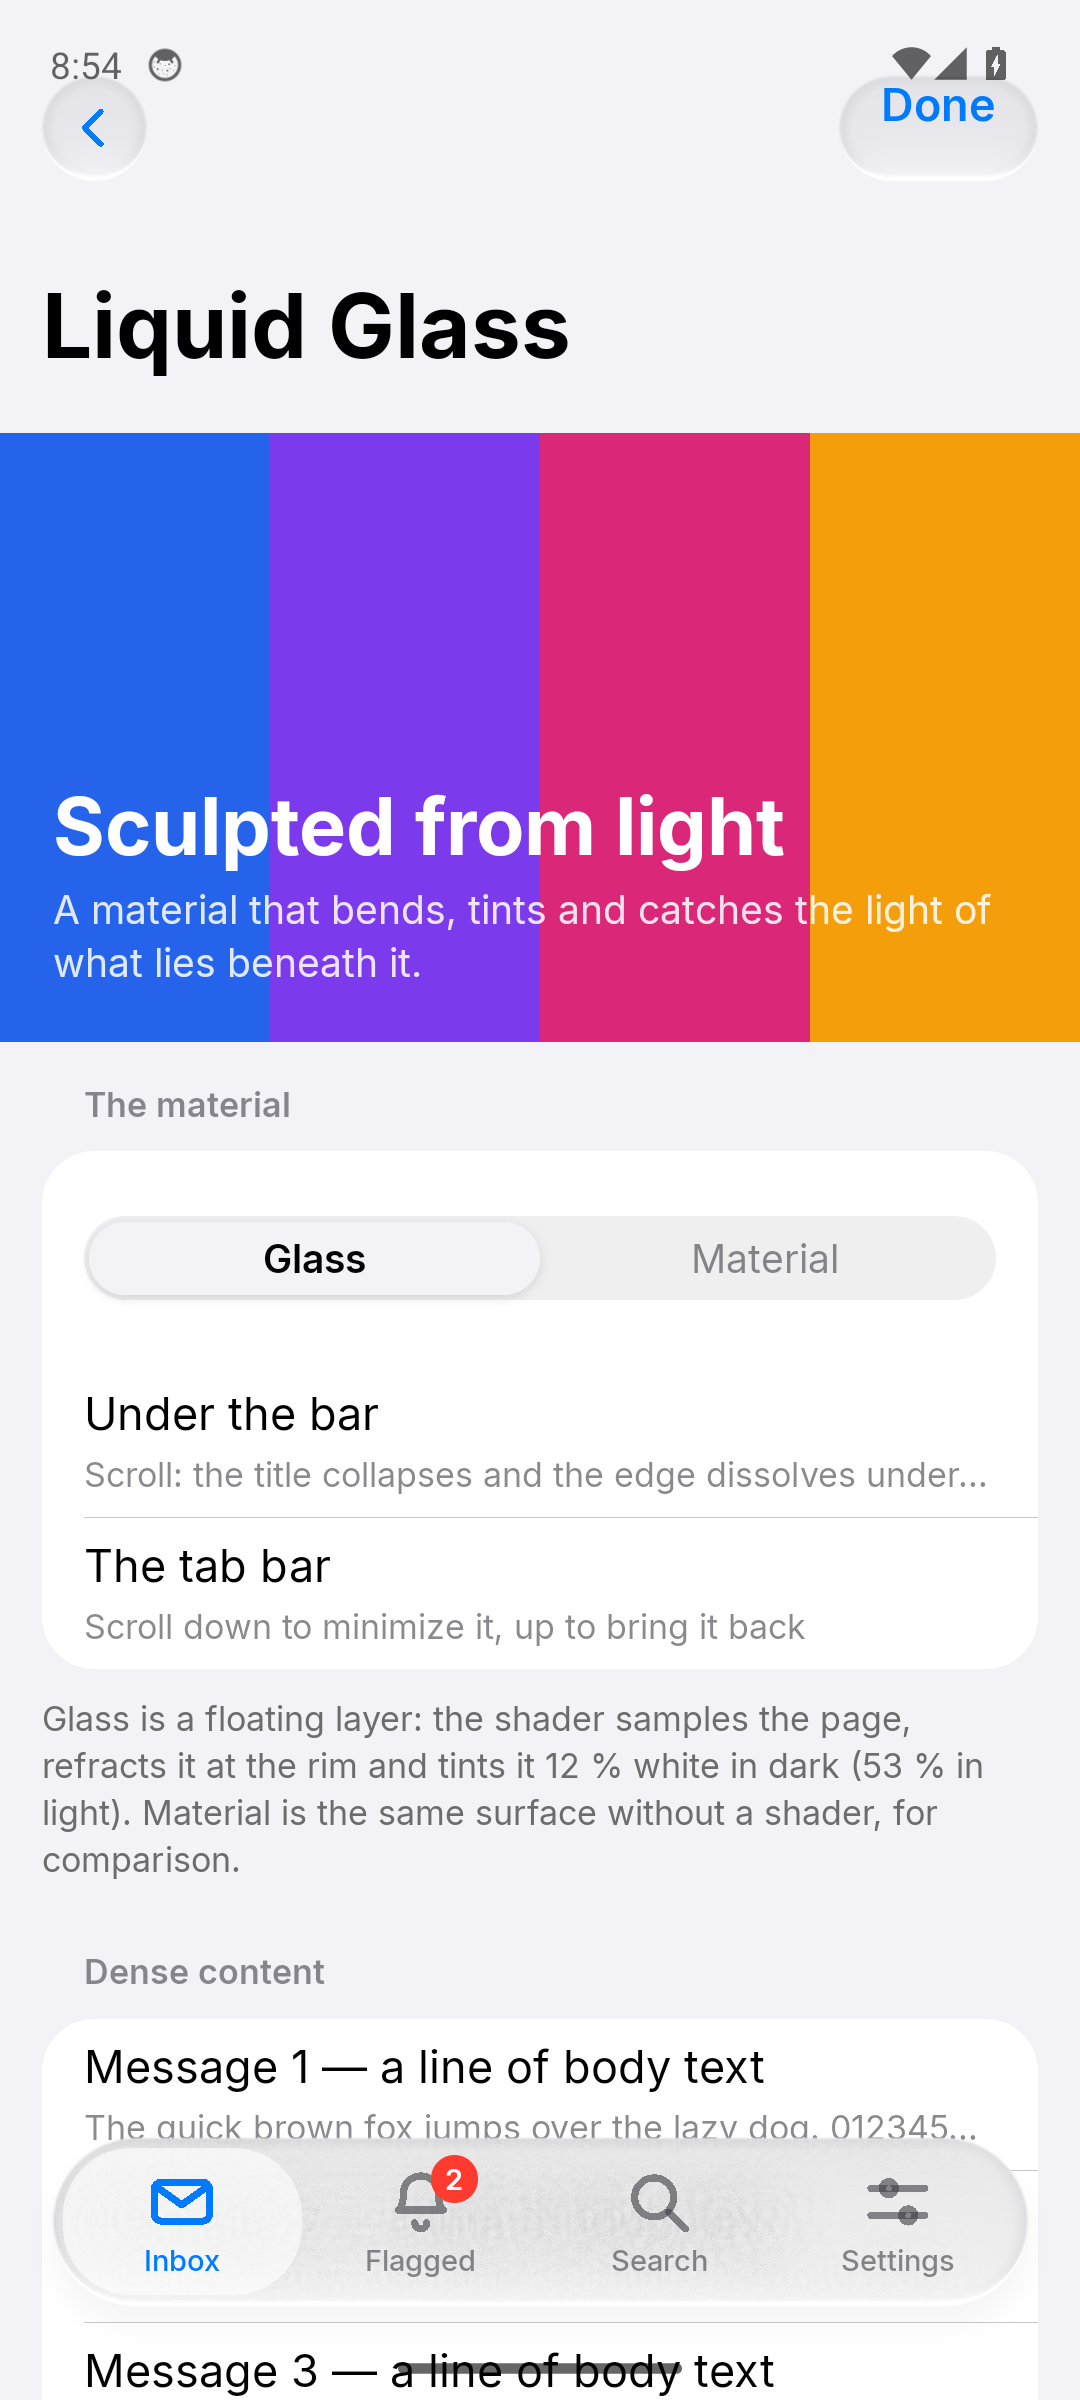 8:54
Done
Liquid Glass
Sculpted from light
A material that bends, tints and catches the light of
what lies beneath it.
The material
Glass
Material
Under the bar
Scroll: the title collapses and the edge dissolves under...
The tab bar
Scroll down to minimize it, up to bring it back
Glass is a floating layer: the shader samples the page,
refracts it at the rim and tints it 12 % white in dark (53 % in
light). Material is the same surface without a shader, for
comparison.
Dense content
Message 1 — a line of body text
The quick brown fox jumps over the lazy dog. 012345...
2
Inbox
Flagged
Search
Settings
Message 3 — a line of body text